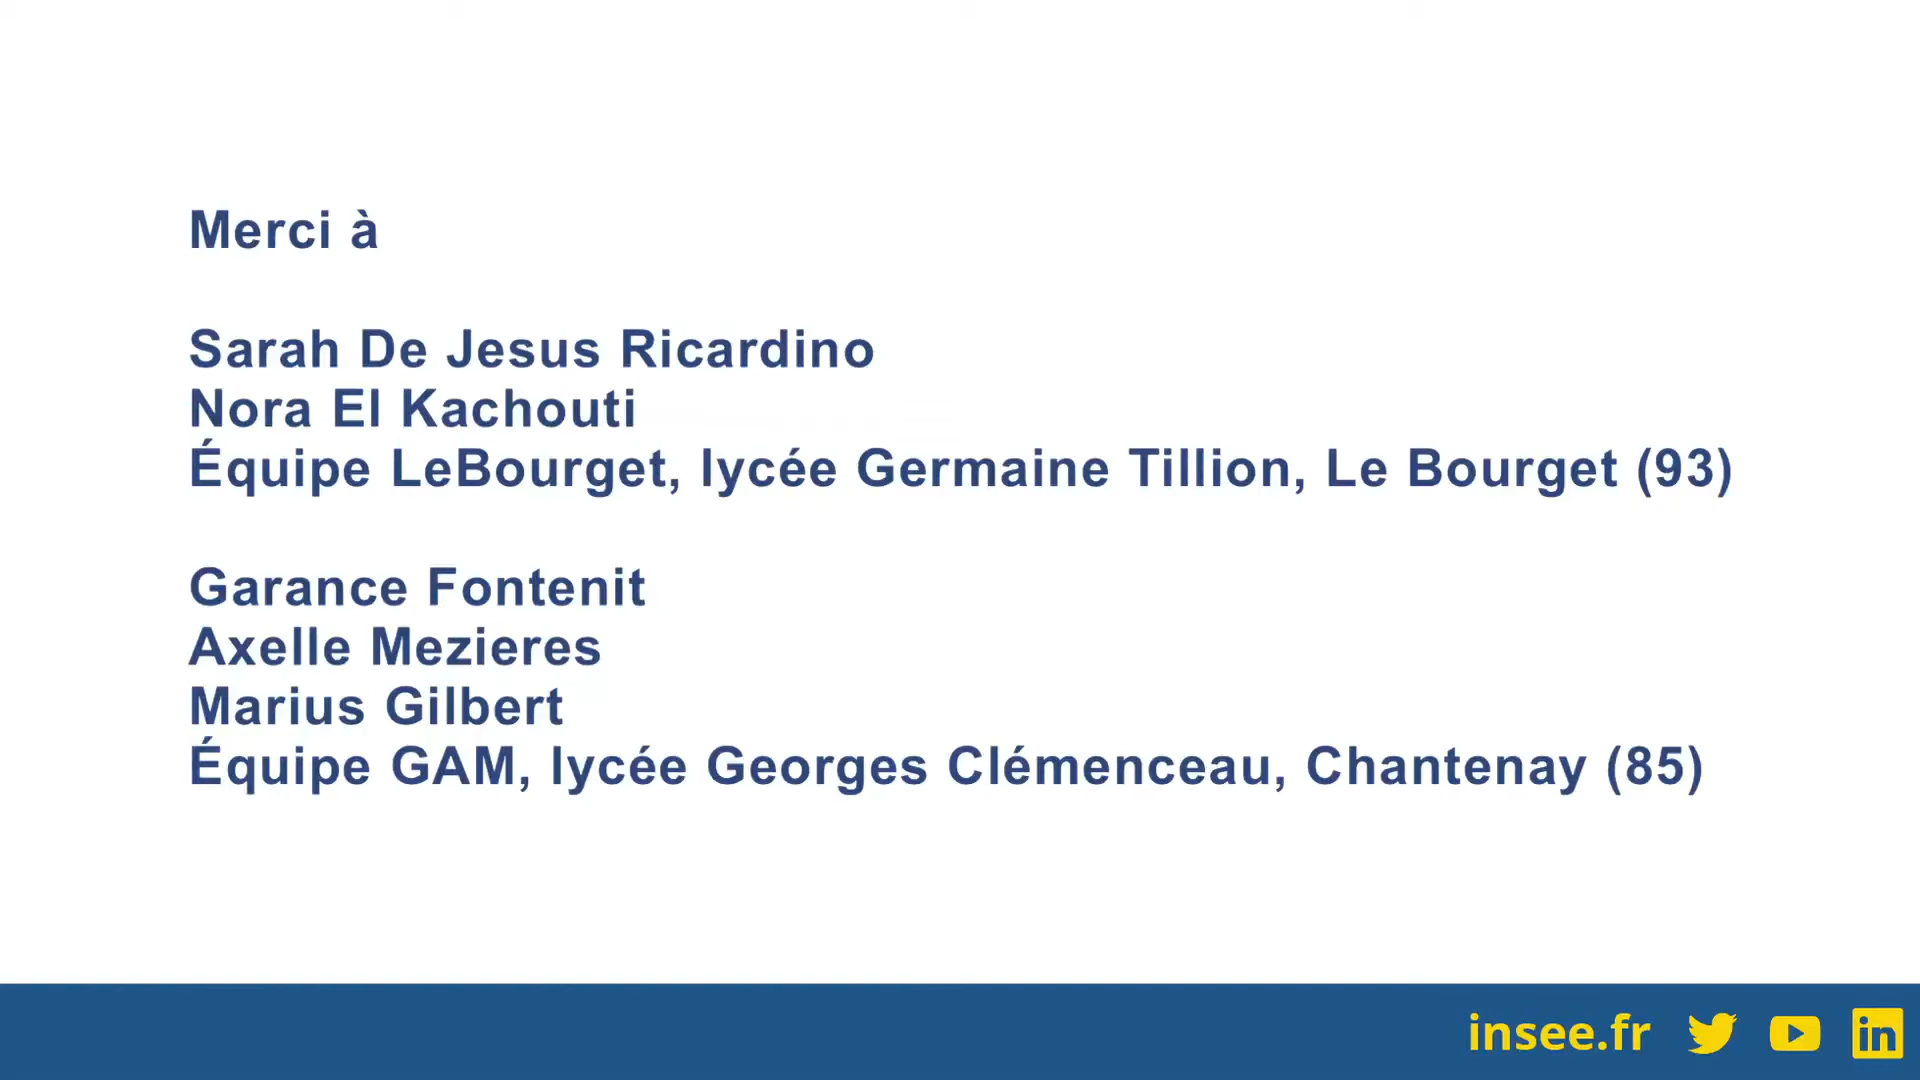 Merci à
Sarah De Jesus Ricardino
Nora El Kachouti
Équipe LeBourget, lycée Germaine Tillion, Le Bourget (93)
Garance Fontenit
Axelle Mezieres
Marius Gilbert
Équipe GAM, lycée Georges Clémenceau, Chantenay (85)
insee.fr